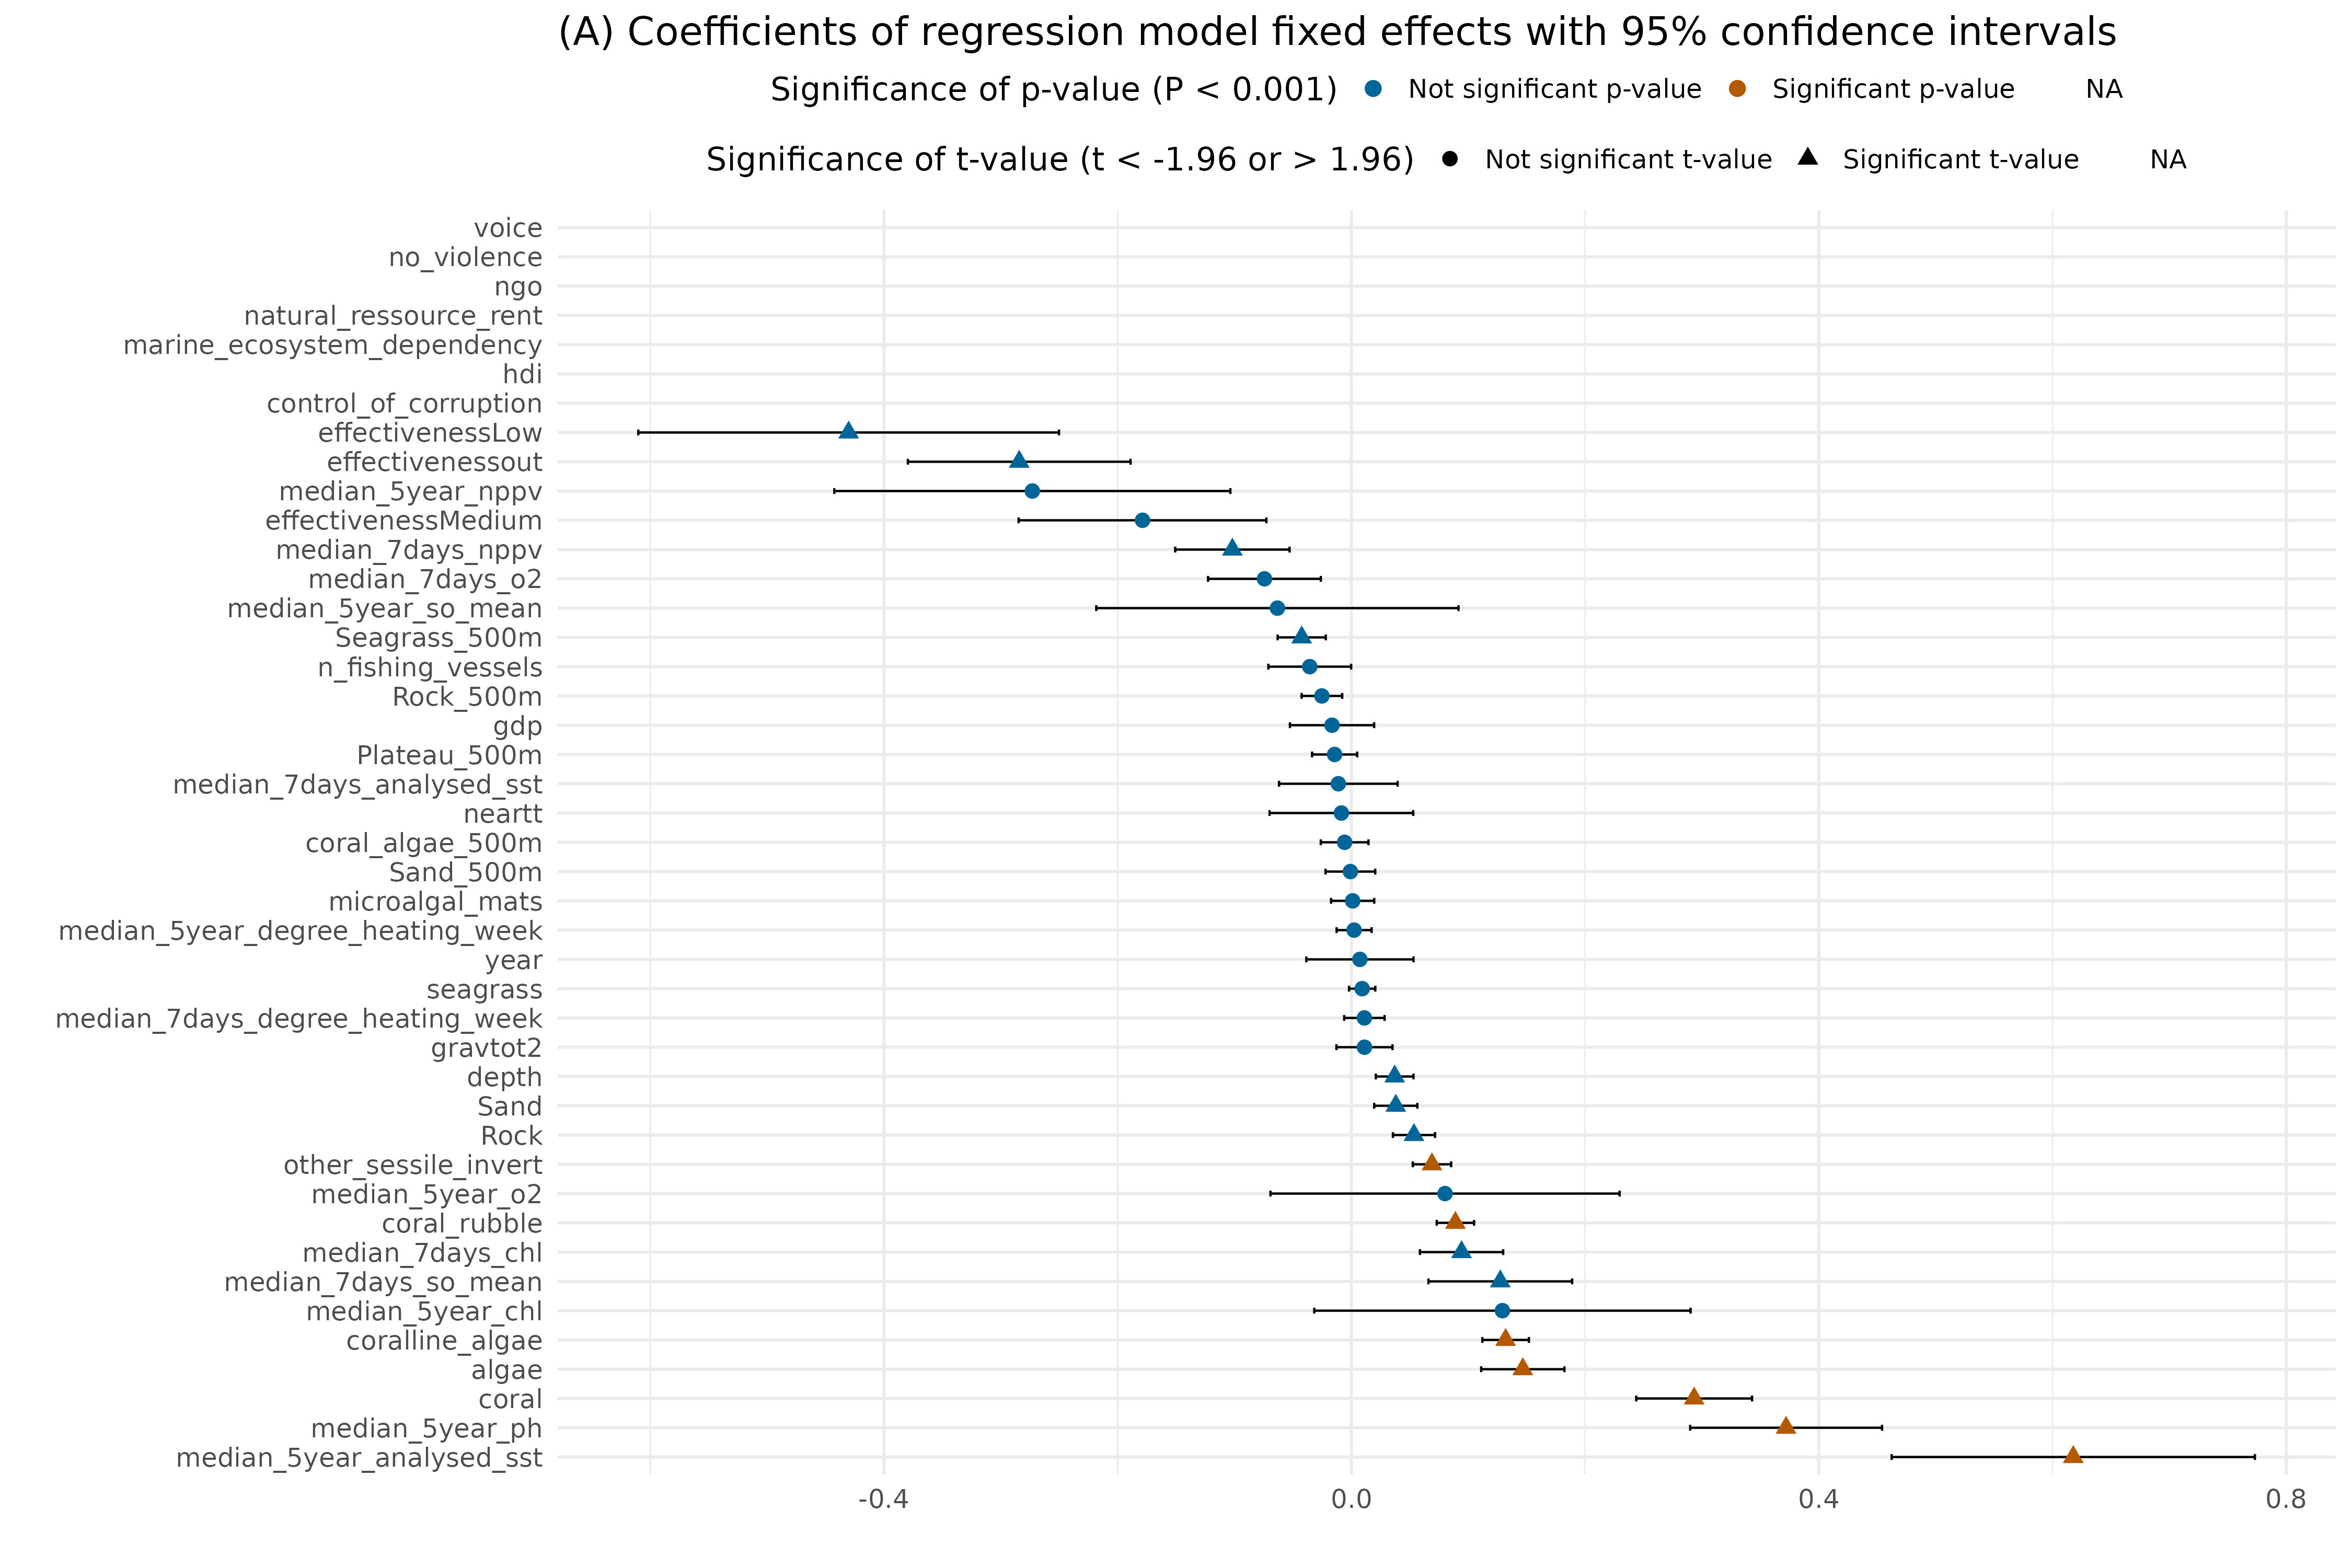 (A) Coefficients of regression model fixed effects with 95% confidence intervals
Significance of p-value (P < 0.001) Not significant p-value Significant p-value NA
Significance of t-value (t < -1.96 or > 1.96) Not significant t-value Significant t-value NA
voice
no_violence
ngo
natural_ressource_rent
marine_ecosystem_dependency
hdi
control_of_corruption
effectivenessLow
effectivenessout
median_5year_nppv
effectivenessMedium
median_7days_nppv
median_7days_o2
median_5year_so_mean
Seagrass_500m
n_fishing_vessels
Rock_500m
gdp
Plateau_500m
median_7days_analysed_sst
neartt
coral_algae_500m
Sand_500m
microalgal_mats
median_5year_degree_heating_week
year
seagrass
median_7days_degree_heating_week
gravtot2
depth
Sand
Rock
other_sessile_invert
median_5year_o2
coral_rubble
median_7days_chl
median_7days_so_mean
median_5year_chl
coralline_algae
algae
coral
median_5year_ph
median_5year_analysed_sst
-0.4 0.0 0.4 0.8